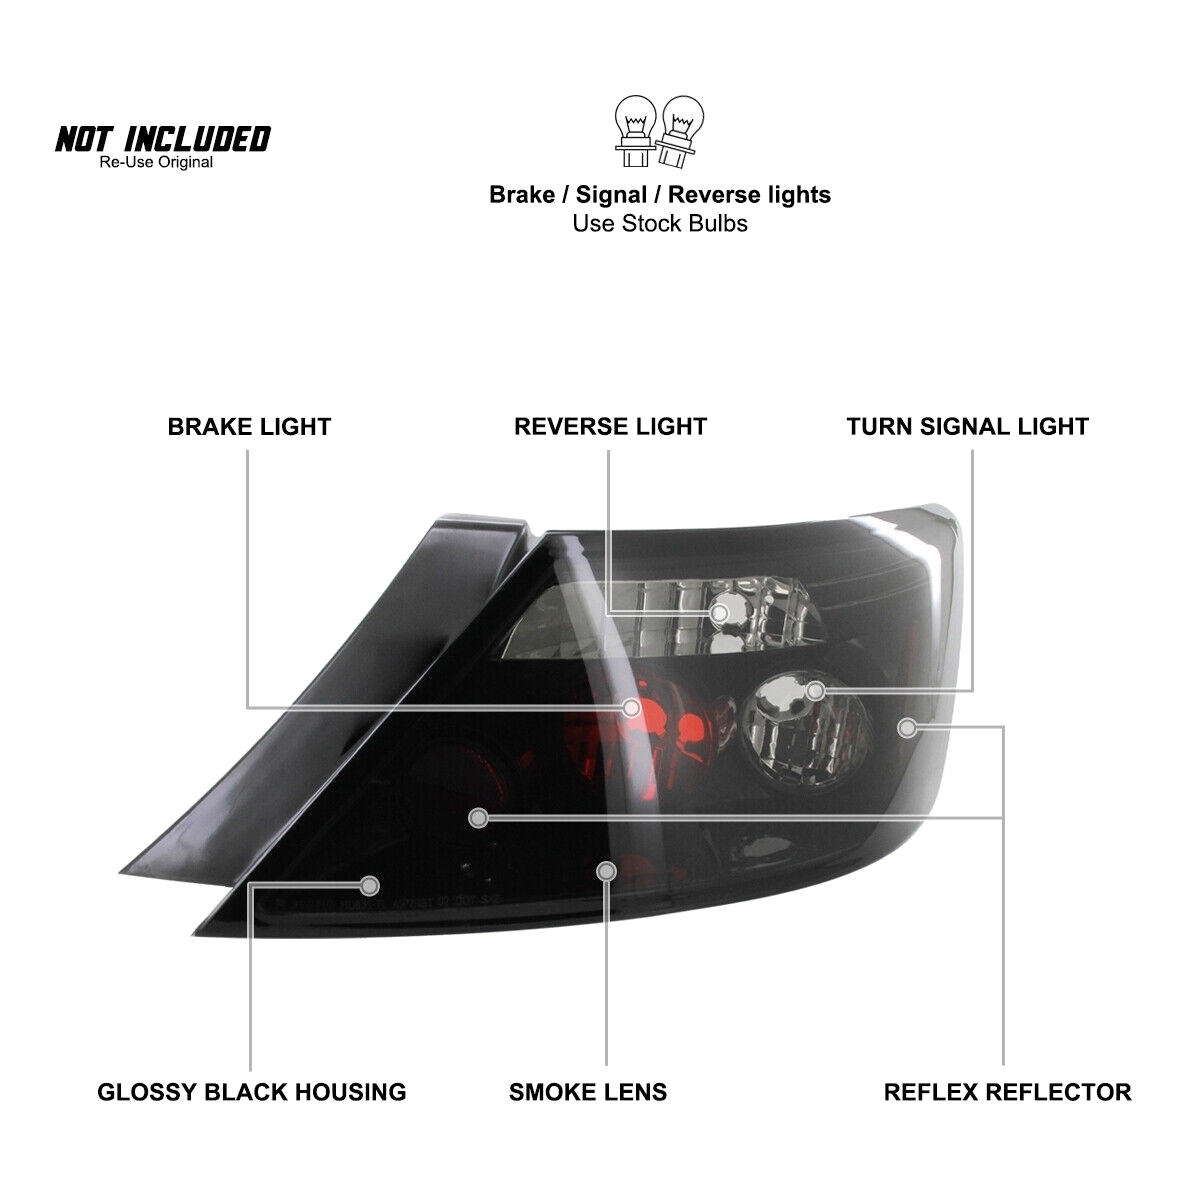 NOT INCLUDED
Re-Use Original
Brake / Signal / Reverse lights
Use Stock Bulbs
BRAKE LIGHT
REVERSE LIGHT
TURN SIGNAL LIGHT
GLOSSY BLACK HOUSING
SMOKE LENS
REFLEX REFLECTOR